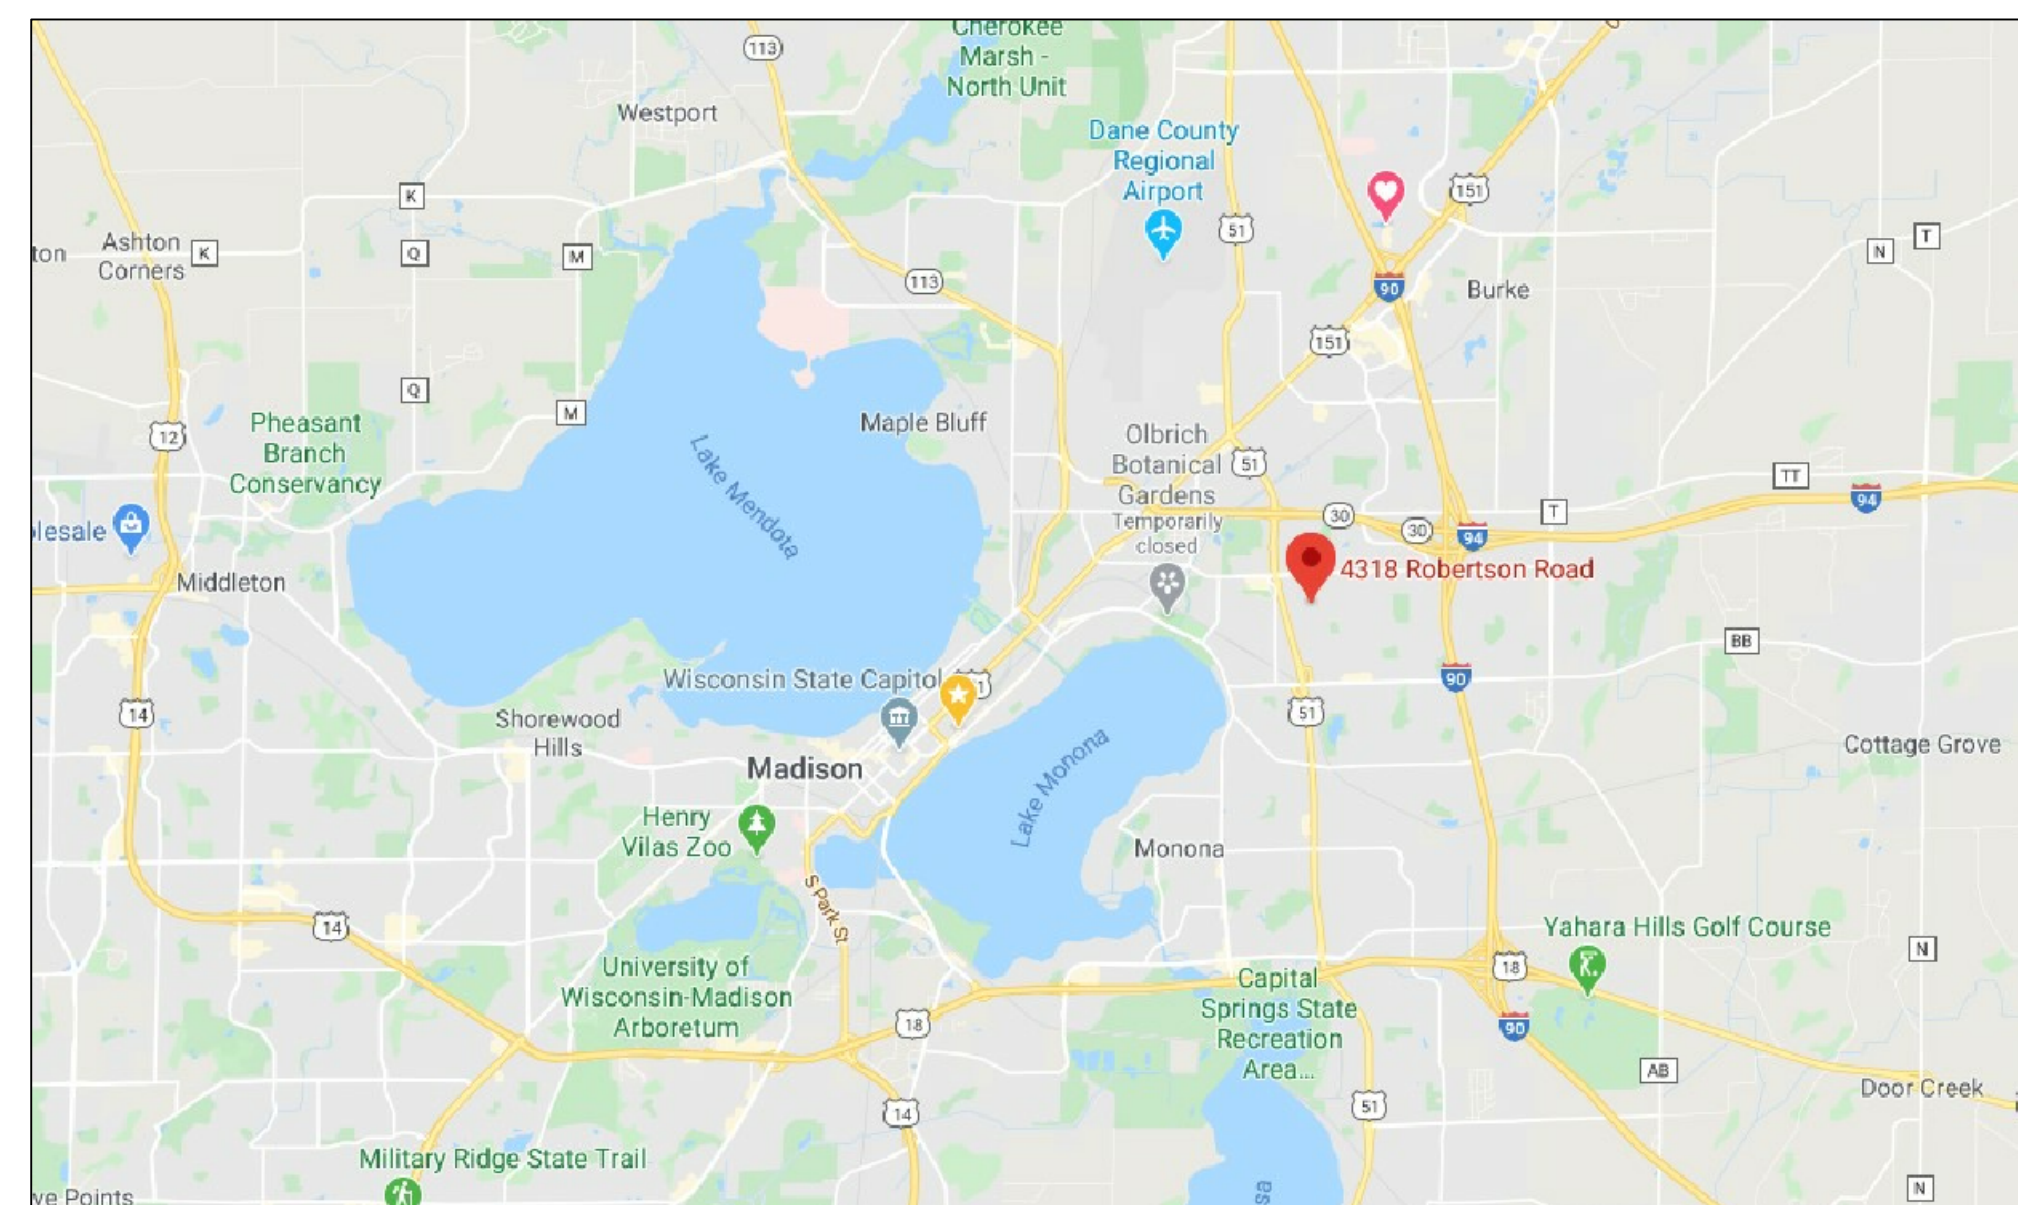 Cherokee
Marsh -
North Unit
113
Westport
Dane County
Regional
Airport
151
K
51
T
N
Ashton
Corners
K
Q
M
113
90
Burke
151
Q
M
Maple Bluff
Pheasant
Branch
Conservancy
12
Lake Mendota
Olbrich
Botanical
Gardens
Temporarily
closed
51
TT
94
30
T
30
94
4318 Robertson Road
Middleton
BB
Wisconsin State Capitol
90
14
51
Shorewood
Hills
Lake Monona
Cottage Grove
Madison
Henry
Vilas Zoo
Monona
S Park St
14
Yahara Hills Golf Course
N
University of
Wisconsin-Madison
Arboretum
Capital
Springs State
Recreation
Area...
18
18
90
AB
Door Creek
14
51
Military Ridge State Trail
N